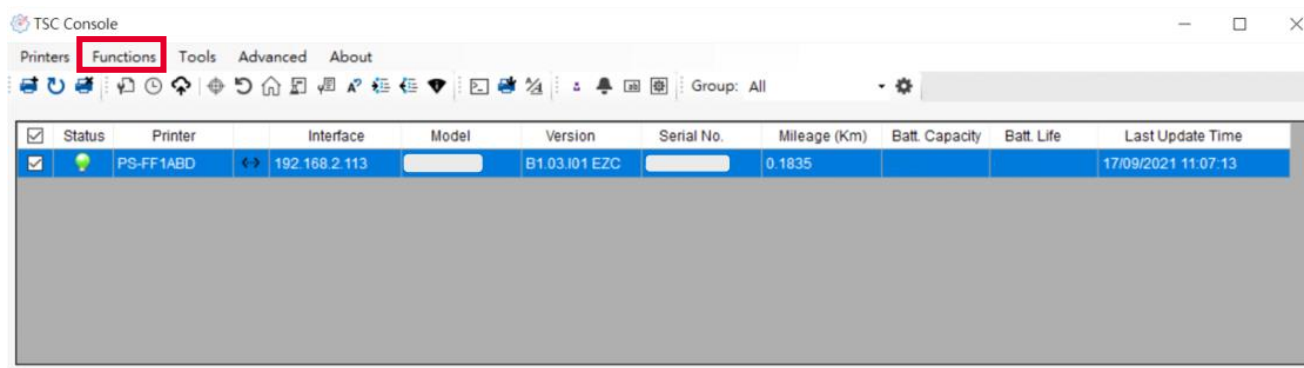 TSC Console
Printers Functions Tools Advanced About
Group: All
Status Printer Interface Model Version Serial No. Mileage (Km) Batt. Capacity Batt. Life Last Update Time
PS-FF1ABD 192.168.2.113 B1.03.I01 EZC 0.1835 17/09/2021 11:07:13